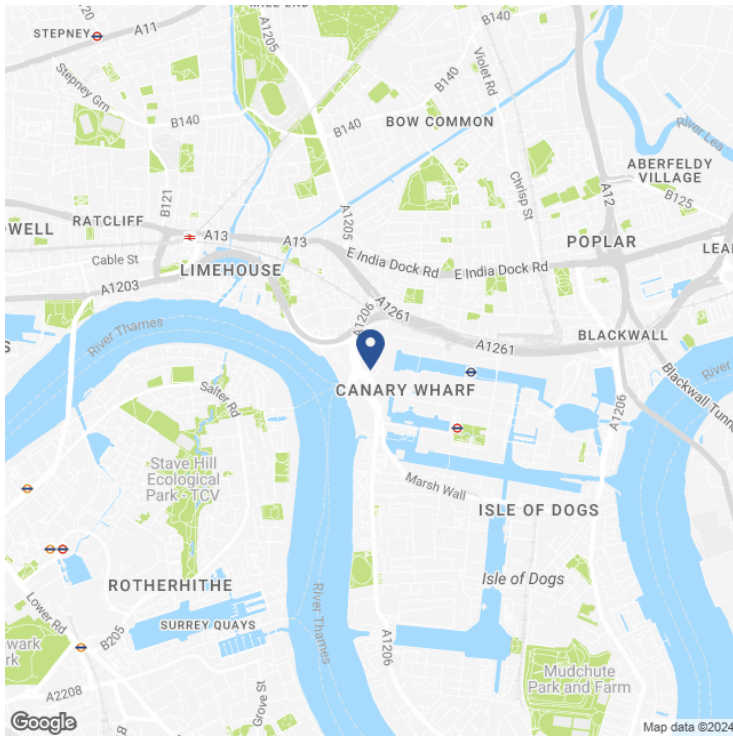 MILE END
A1205
STEPNEY
A11
B140
Violet Rd
Stepney Grn
B140
B140
BOW COMMON
River Lea
ABERFELDY
VILLAGE
B121
Chrisp St
A12
B125
RATCLIFF
A13
A13
A1205
POPLAR
Cable St
LIMEHOUSE
E India Dock Rd
E India Dock Rd
A1203
A1206
A1261
BLACKWALL
River Thames
A1261
CANARY WHARF
Salter Rd
A1206
Blackwall
River
Stave Hill
Ecological
Park - TCV
Marsh Wall
ISLE OF DOGS
ROTHERHITHE
Isle of Dogs
Lower Rd
River Thames
SURREY QUAYS
B205
A1206
Mudchute
Park and Farm
A2208
Grove St
Google
Map data ©2024